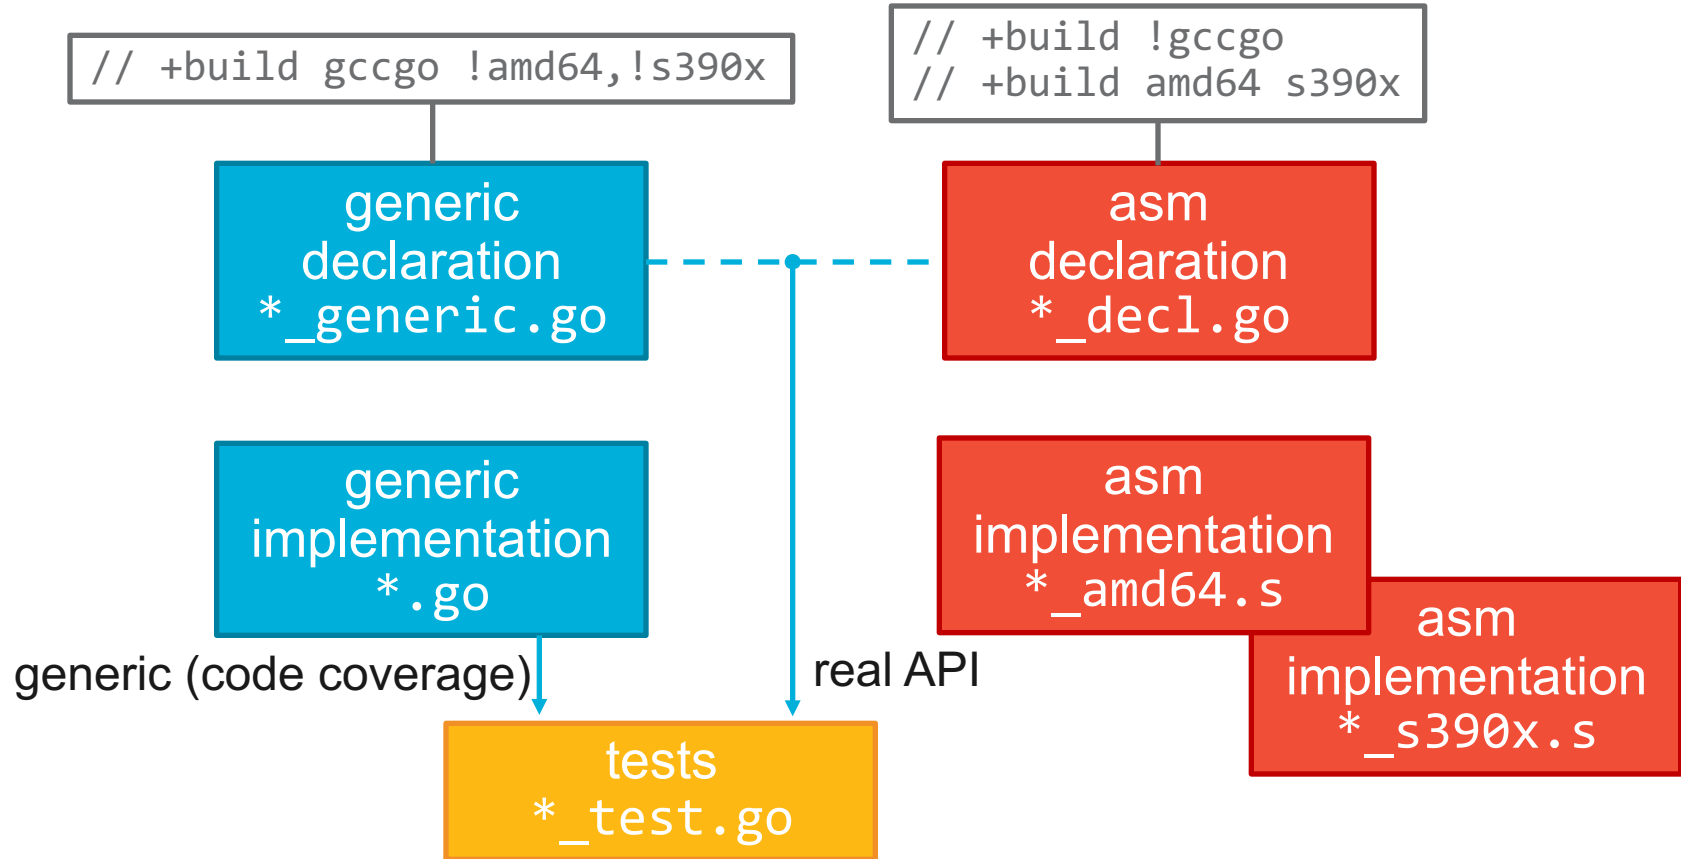 // +build gccgo !amd64,!s390x
// +build !gccgo
// +build amd64 s390x
generic
declaration
*_generic.go
asm
declaration
*_decl.go
generic
implementation
*.go
asm
implementation
*_amd64.s
asm
implementation
*_s390x.s
generic (code coverage)
real API
tests
*_test.go